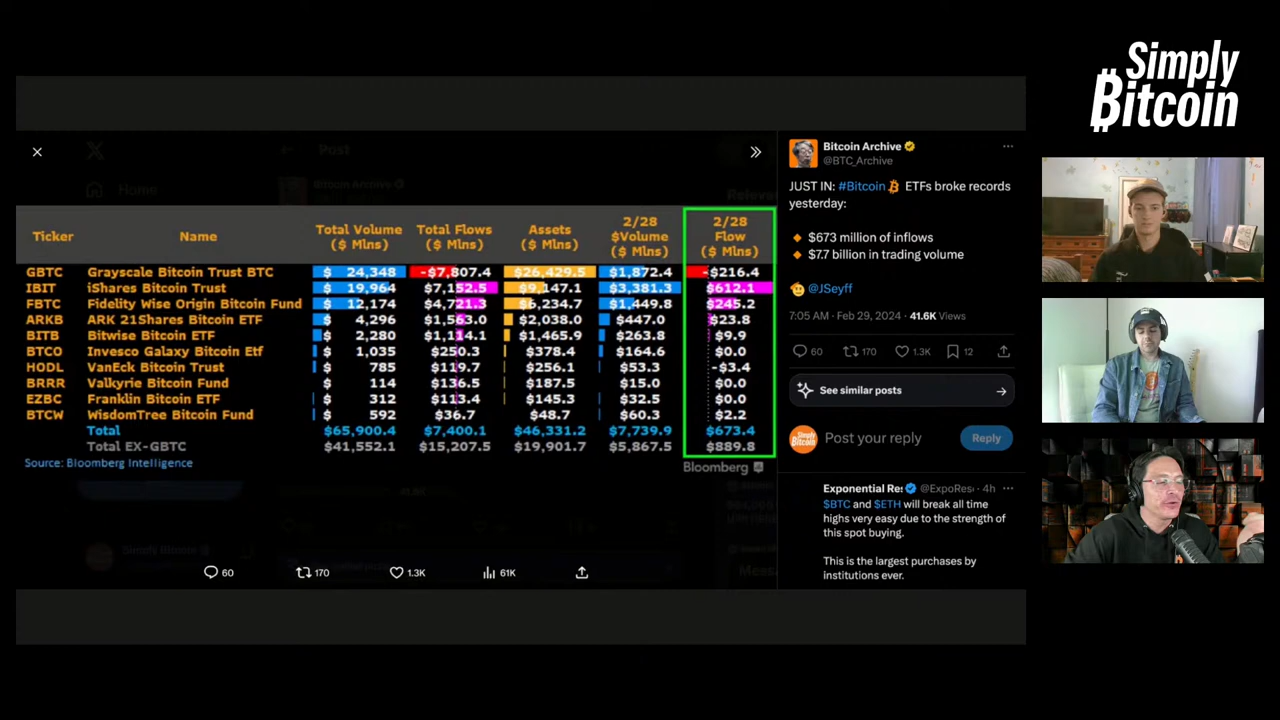 Simply
Bitcoin
Post
Home
Bitcoin Archive
Bitcoin Archive
@BTC_Archive
JUST IN: #Bitcoin ETFs broke records
yesterday:
$673 million of inflows
$7.7 billion in trading volume
@JSeyff
7:05 AM · Feb 29, 2024 · 41.6K Views
60 170 1.3K 12
See similar posts
Post your reply
Reply
Exponential Re: @ExpoRes · 4h
$BTC and $ETH will break all time
highs very easy due to the strength of
this spot buying.
This is the largest purchases by
institutions ever.
Ticker Name Total Volume ($ Mlns) Total Flows ($ Mlns) Assets ($ Mlns) 2/28 $Volume ($ Mlns) 2/28 Flow ($ Mlns)
GBTC Grayscale Bitcoin Trust BTC $ 24,348 -$7,807.4 $26,429.5 $1,872.4 -$216.4
IBIT iShares Bitcoin Trust $ 19,964 $7,152.5 $9,147.1 $3,381.3 $612.1
FBTC Fidelity Wise Origin Bitcoin Fund $ 12,174 $4,721.3 $6,234.7 $1,449.8 $245.2
ARKB ARK 21Shares Bitcoin ETF $ 4,296 $1,563.0 $2,038.0 $447.0 $23.8
BITB Bitwise Bitcoin ETF $ 2,280 $1,114.1 $1,465.9 $263.8 $9.9
BTCO Invesco Galaxy Bitcoin Etf $ 1,035 $250.3 $378.4 $164.6 $0.0
HODL VanEck Bitcoin Trust $ 785 $119.7 $256.1 $53.3 -$3.4
BRRR Valkyrie Bitcoin Fund $ 114 $136.5 $187.5 $15.0 $0.0
EZBC Franklin Bitcoin ETF $ 312 $113.4 $145.3 $32.5 $0.0
BTCW WisdomTree Bitcoin Fund $ 592 $36.7 $48.7 $60.3 $2.2
Total $65,900.4 $7,400.1 $46,331.2 $7,739.9 $673.4
Total EX-GBTC $41,552.1 $15,207.5 $19,901.7 $5,867.5 $889.8
Source: Bloomberg Intelligence
Bloomberg
Simply Bitcoin
60 170 1.3K 61K